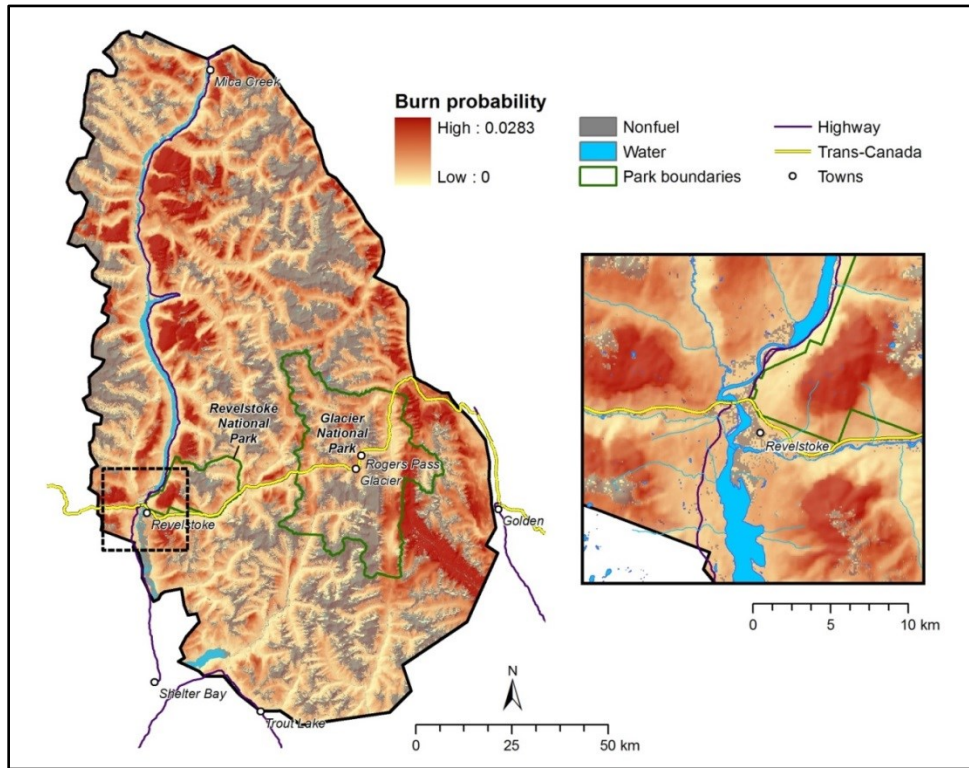 Mica Creek
Burn probability
High : 0.0283
Low : 0
Nonfuel
Water
Park boundaries
Highway
Trans-Canada
Towns
Revelstoke
National
Park
Glacier
National
Park
Rogers Pass
Glacier
Revelstoke
Golden
Shelter Bay
Trout Lake
Revelstoke
0 5 10 km
N
0 25 50 km